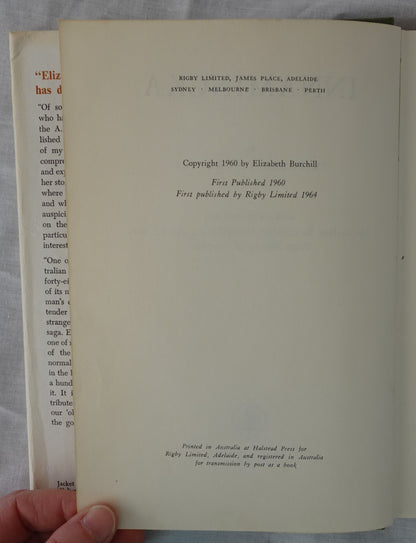 "Eliz
has d
"Of so
who ha
the A.
lished
of my
compre
and ex
her sto
where
and wh
auspici
on the
particu
interest
"One o
tralian
forty-ei
of its n
man's e
tender
strange
saga. E
one of
of the
normal
in the l
a hund
it. It i
tribute
our 'ol
the go
Jacket
RIGBY LIMITED, JAMES PLACE, ADELAIDE
SYDNEY · MELBOURNE · BRISBANE · PERTH
Copyright 1960 by Elizabeth Burchill
First Published 1960
First published by Rigby Limited 1964
Printed in Australia at Halstead Press for
Rigby Limited, Adelaide, and registered in Australia
for transmission by post as a book